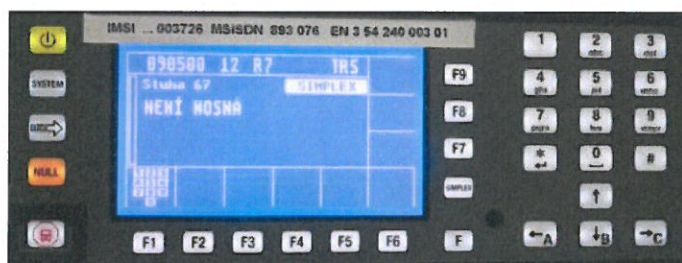 IMSI ... 003726 MSISDN 893 076 EN 3 54 240 003 01
090500 12 R7 TRS
Stuha 67 SIMPLEX
NENÍ NOSNÁ
SYSTEM
NULL
F9
F8
F7
SIMPLEX
F1 F2 F3 F4 F5 F6 F
1 2 abc 3 def
4 ghi 5 jkl 6 mno
7 pqrs 8 tuv 9 wxyz
* 0 #
↑
←A ↓B →C